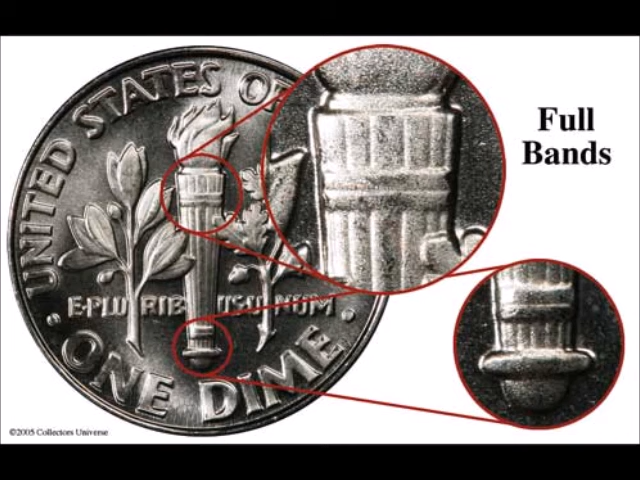 UNITED STATES OF
Full
Bands
E·PLURIBUS UNUM
ONE DIME
©2005 Collectors Universe